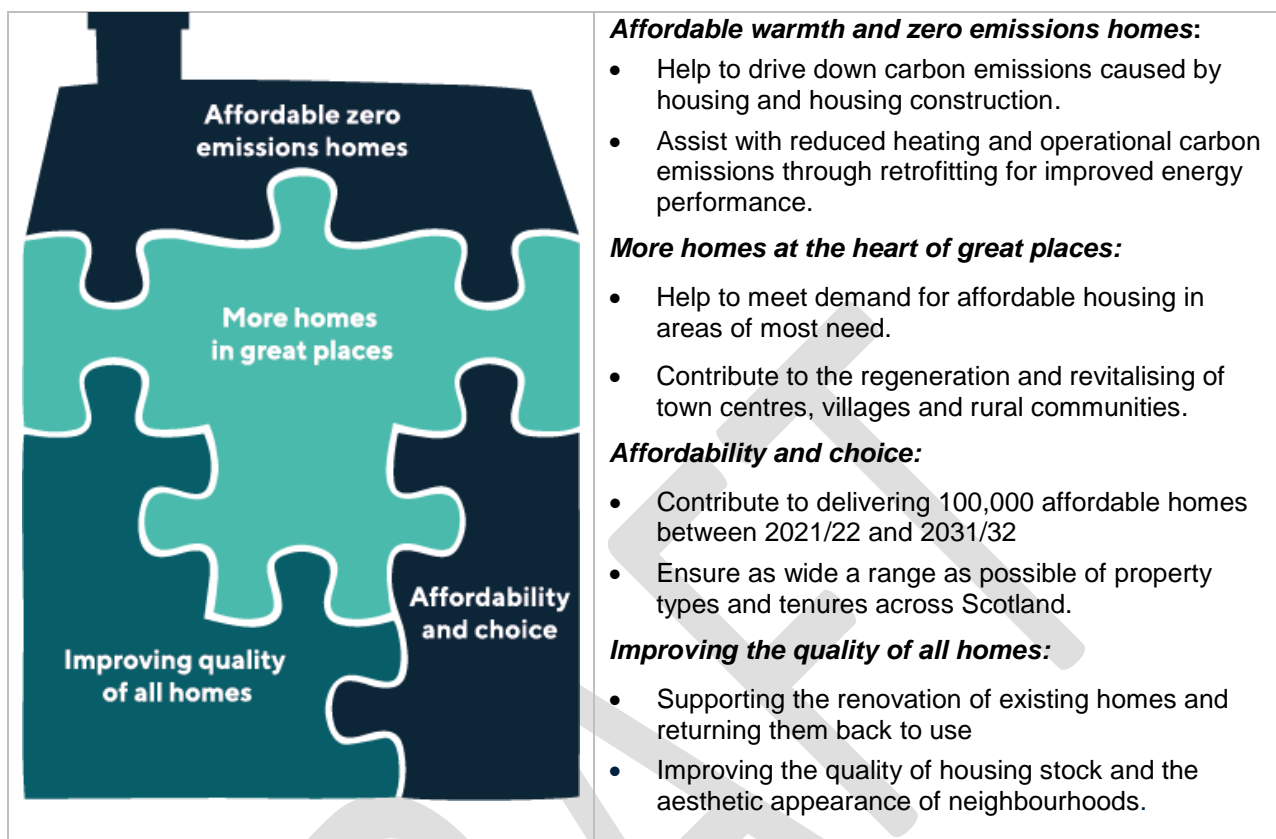 Affordable zero
emissions homes
More homes
in great places
Affordability
and choice
Improving quality
of all homes
Affordable warmth and zero emissions homes:
• Help to drive down carbon emissions caused by
housing and housing construction.
• Assist with reduced heating and operational carbon
emissions through retrofitting for improved energy
performance.
More homes at the heart of great places:
• Help to meet demand for affordable housing in
areas of most need.
• Contribute to the regeneration and revitalising of
town centres, villages and rural communities.
Affordability and choice:
• Contribute to delivering 100,000 affordable homes
between 2021/22 and 2031/32
• Ensure as wide a range as possible of property
types and tenures across Scotland.
Improving the quality of all homes:
• Supporting the renovation of existing homes and
returning them back to use
• Improving the quality of housing stock and the
aesthetic appearance of neighbourhoods.